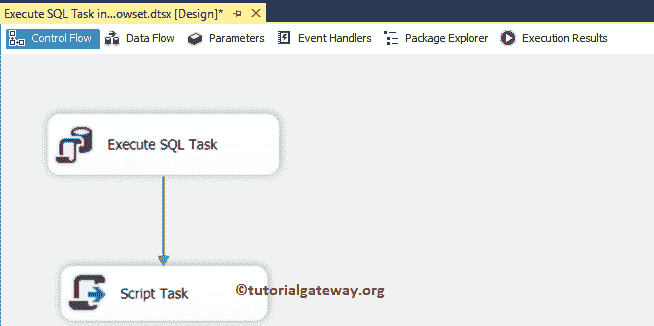 Execute SQL Task in...owset.dtsx [Design]*
Control Flow Data Flow Parameters Event Handlers Package Explorer Execution Results
Execute SQL Task
Script Task
©tutorialgateway.org